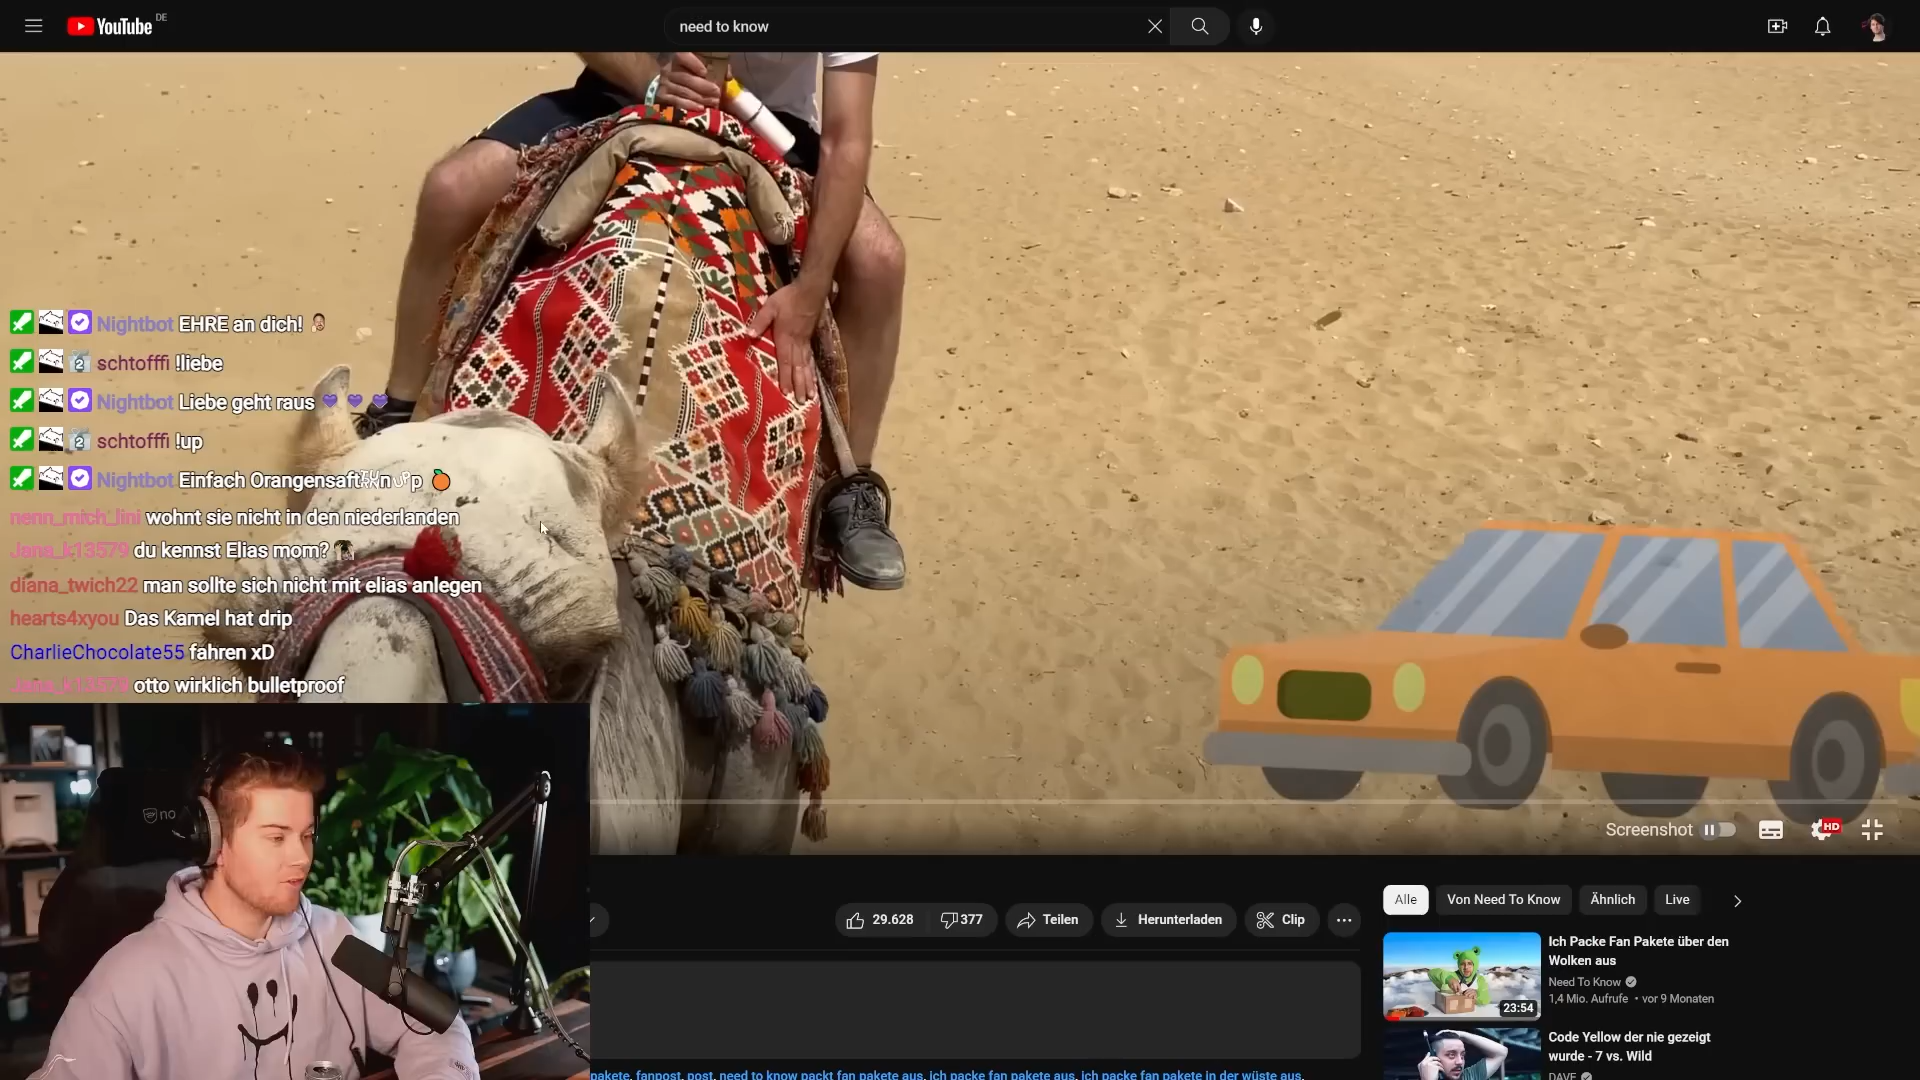 YouTube DE
need to know
Nightbot EHRE an dich!
schtofffi !liebe
Nightbot Liebe geht raus
schtofffi !up
Nightbot Einfach Orangensaft
nenn_mich_lini wohnt sie nicht in den niederlanden
Jana_k13579 du kennst Elias mom?
diana_twich22 man sollte sich nicht mit elias anlegen
hearts4xyou Das Kamel hat drip
CharlieChocolate55 fahren xD
Jana_k13579 otto wirklich bulletproof
no
Screenshot
HD
29.628
377
Teilen
Herunterladen
Clip
Alle
Von Need To Know
Ähnlich
Live
Ich Packe Fan Pakete über den
Wolken aus
Need To Know
1,4 Mio. Aufrufe • vor 9 Monaten
23:54
Code Yellow der nie gezeigt
wurde - 7 vs. Wild
DAVE
pakete, fanpost, post, need to know packt fan pakete aus, ich packe fan pakete aus, ich packe fan pakete in der wüste aus,